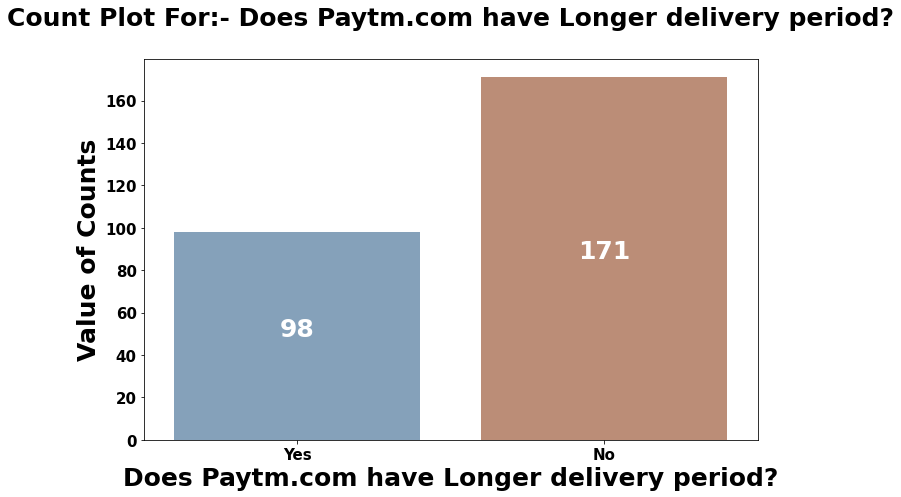 Count Plot For:- Does Paytm.com have Longer delivery period?
Value of Counts
160
140
120
100
80
60
40
20
0
98
171
Yes No
Does Paytm.com have Longer delivery period?